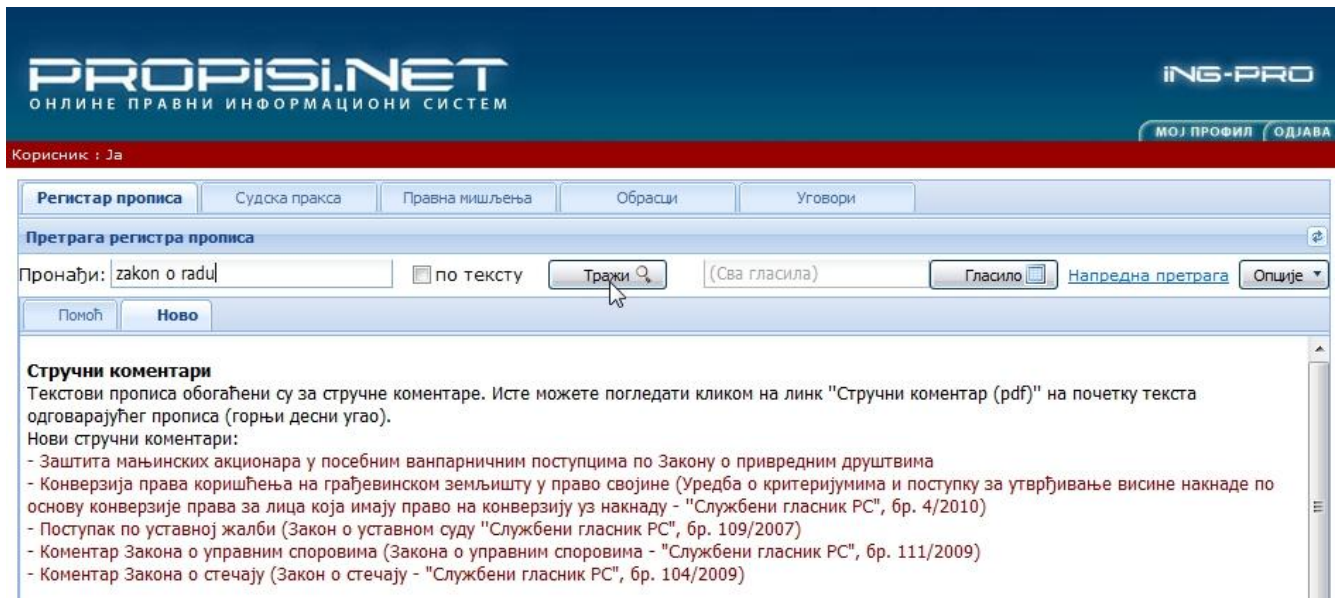 PROPiSi.NET
ОНЛИНЕ ПРАВНИ ИНФОРМАЦИОНИ СИСТЕМ
iNG-PRO
МОЈ ПРОФИЛ ОДЈАВА
Корисник : Ја
Регистар прописа Судска пракса Правна мишљења Обрасци Уговори
Претрага регистра прописа
Пронађи: zakon o radu по тексту Тражи (Сва гласила) Гласило Напредна претрага Опције
Помоћ Ново
Стручни коментари
Текстови прописа обогаћени су за стручне коментаре. Исте можете погледати кликом на линк "Стручни коментар (pdf)" на почетку текста
одговарајућег прописа (горњи десни угао).
Нови стручни коментари:
- Заштита мањинских акционара у посебним ванпарничним поступцима по Закону о привредним друштвима
- Конверзија права коришћења на грађевинском земљишту у право својине (Уредба о критеријумима и поступку за утврђивање висине накнаде по
основу конверзије права за лица која имају право на конверзију уз накнаду - "Службени гласник РС", бр. 4/2010)
- Поступак по уставној жалби (Закон о уставном суду "Службени гласник РС", бр. 109/2007)
- Коментар Закона о управним споровима (Закона о управним споровима - "Службени гласник РС", бр. 111/2009)
- Коментар Закона о стечају (Закон о стечају - "Службени гласник РС", бр. 104/2009)